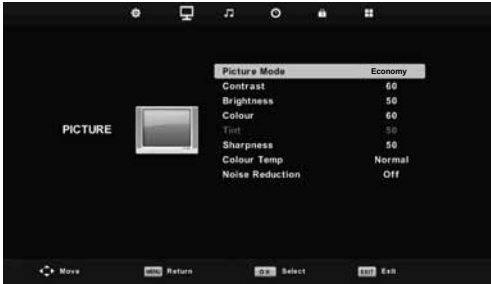 Picture Mode Economy
Contrast 60
Brightness 50
Colour 60
Tint 50
PICTURE
Sharpness 50
Colour Temp Normal
Noise Reduction Off
Move MENU Return OK Select EXIT Exit